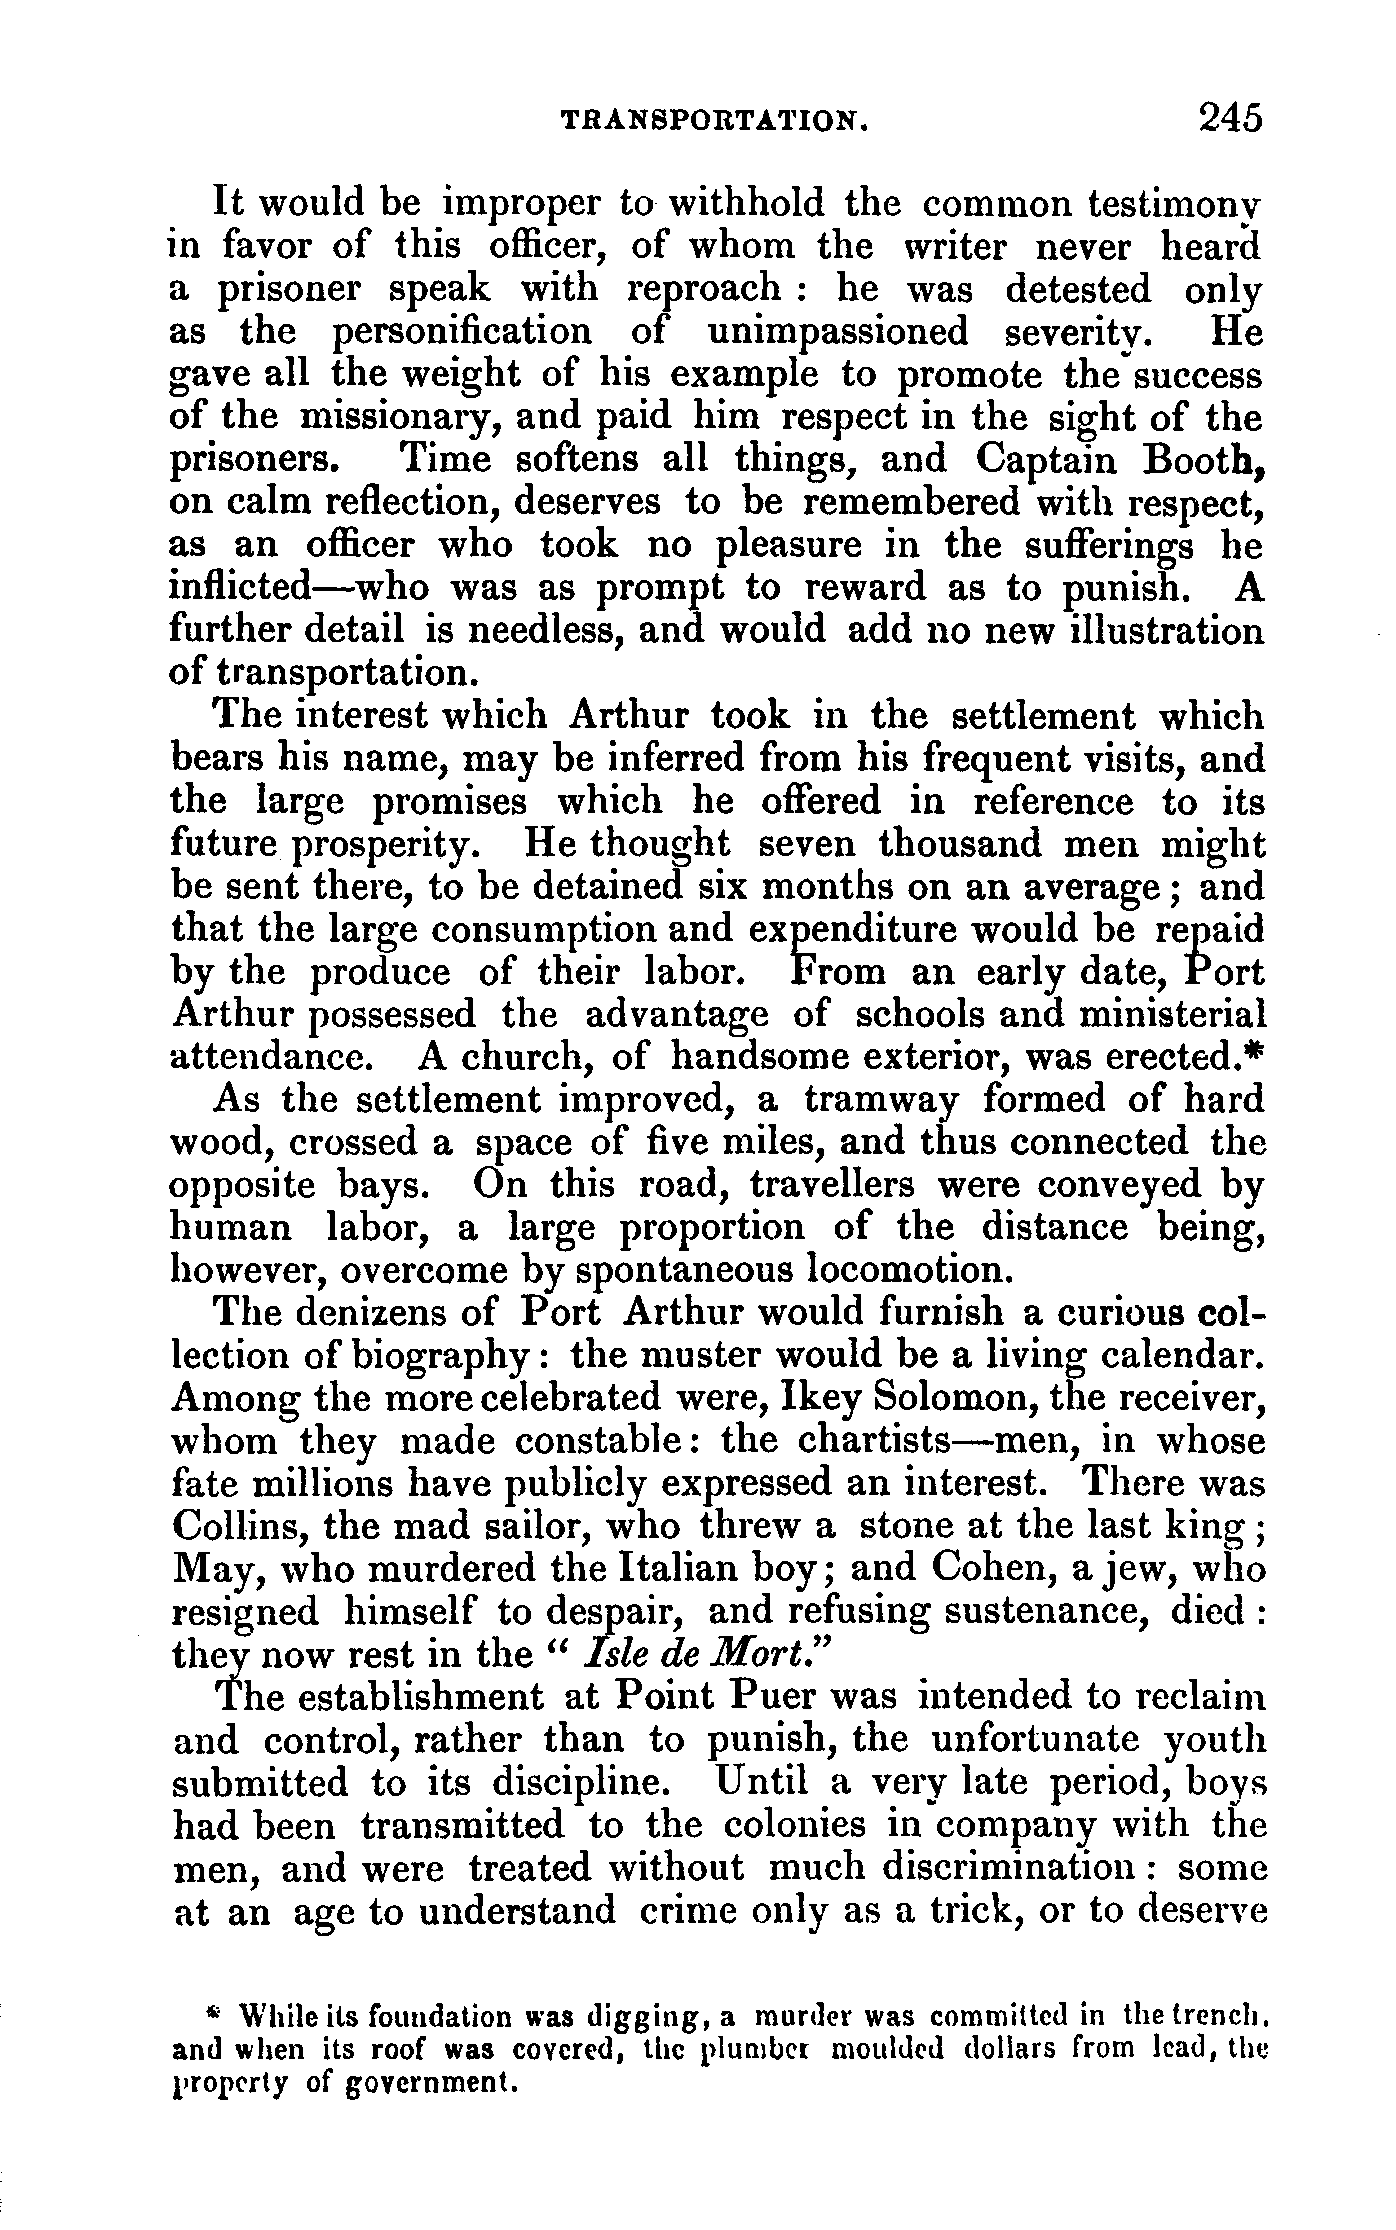 TRANSPORTATION. 245
It would be improper to withhold the common testimony
in favor of this officer, of whom the writer never heard
a prisoner speak with reproach : he was detested only
as the personification of unimpassioned severity. He
gave all the weight of his example to promote the success
of the missionary, and paid him respect in the sight of the
prisoners. Time softens all things, and Captain Booth,
on calm reflection, deserves to be remembered with respect,
as an officer who took no pleasure in the sufferings he
inflicted—who was as prompt to reward as to punish. A
further detail is needless, and would add no new illustration
of transportation.
The interest which Arthur took in the settlement which
bears his name, may be inferred from his frequent visits, and
the large promises which he offered in reference to its
future prosperity. He thought seven thousand men might
be sent there, to be detained six months on an average ; and
that the large consumption and expenditure would be repaid
by the produce of their labor. From an early date, Port
Arthur possessed the advantage of schools and ministerial
attendance. A church, of handsome exterior, was erected.*
As the settlement improved, a tramway formed of hard
wood, crossed a space of five miles, and thus connected the
opposite bays. On this road, travellers were conveyed by
human labor, a large proportion of the distance being,
however, overcome by spontaneous locomotion.
The denizens of Port Arthur would furnish a curious col-
lection of biography : the muster would be a living calendar.
Among the more celebrated were, Ikey Solomon, the receiver,
whom they made constable : the chartists—men, in whose
fate millions have publicly expressed an interest. There was
Collins, the mad sailor, who threw a stone at the last king ;
May, who murdered the Italian boy ; and Cohen, a jew, who
resigned himself to despair, and refusing sustenance, died :
they now rest in the " Isle de Mort."
The establishment at Point Puer was intended to reclaim
and control, rather than to punish, the unfortunate youth
submitted to its discipline. Until a very late period, boys
had been transmitted to the colonies in company with the
men, and were treated without much discrimination : some
at an age to understand crime only as a trick, or to deserve
* While its foundation was digging, a murder was committed in the trench.
and when its roof was covered, the plumber moulded dollars from lead, the
property of government.